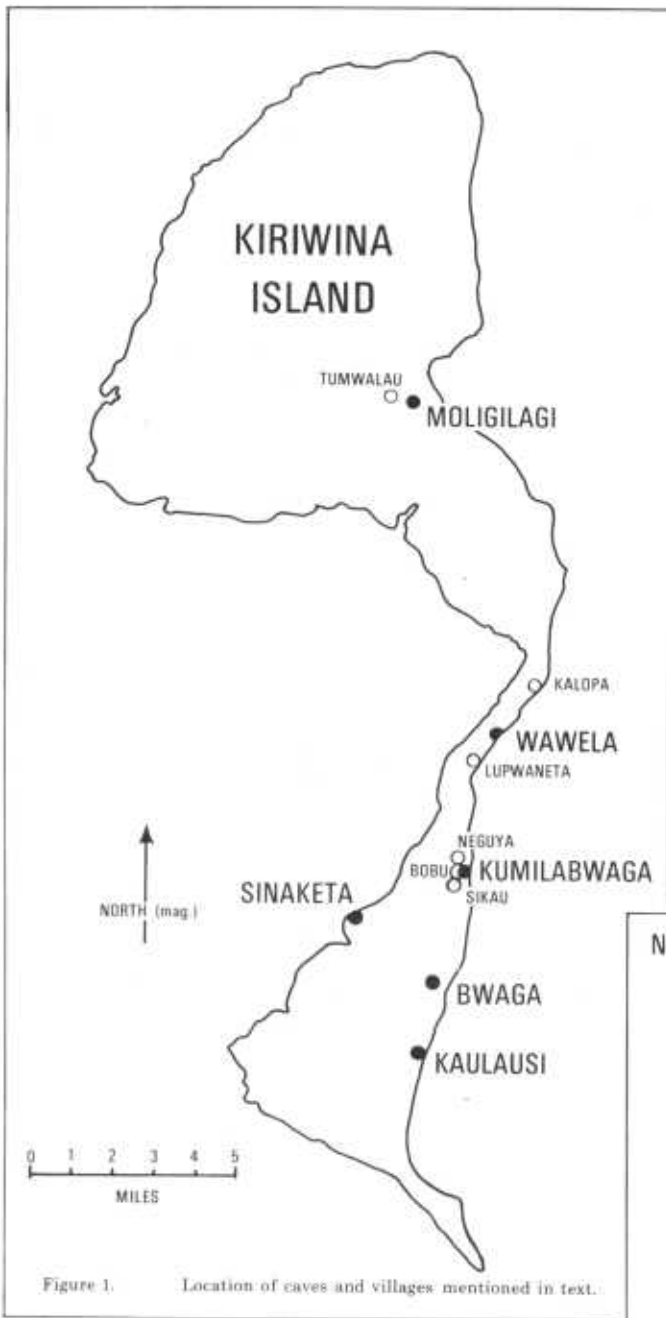 KIRIWINA
ISLAND
TUMWALAU
MOLIGILAGI
KALOPA
WAWELA
LUPWANETA
NEGUYA
BOBU
KUMILABWAGA
SIKAU
SINAKETA
NORTH (mag.)
N
BWAGA
KAULAUSI
0 1 2 3 4 5
MILES
Figure 1. Location of caves and villages mentioned in text.